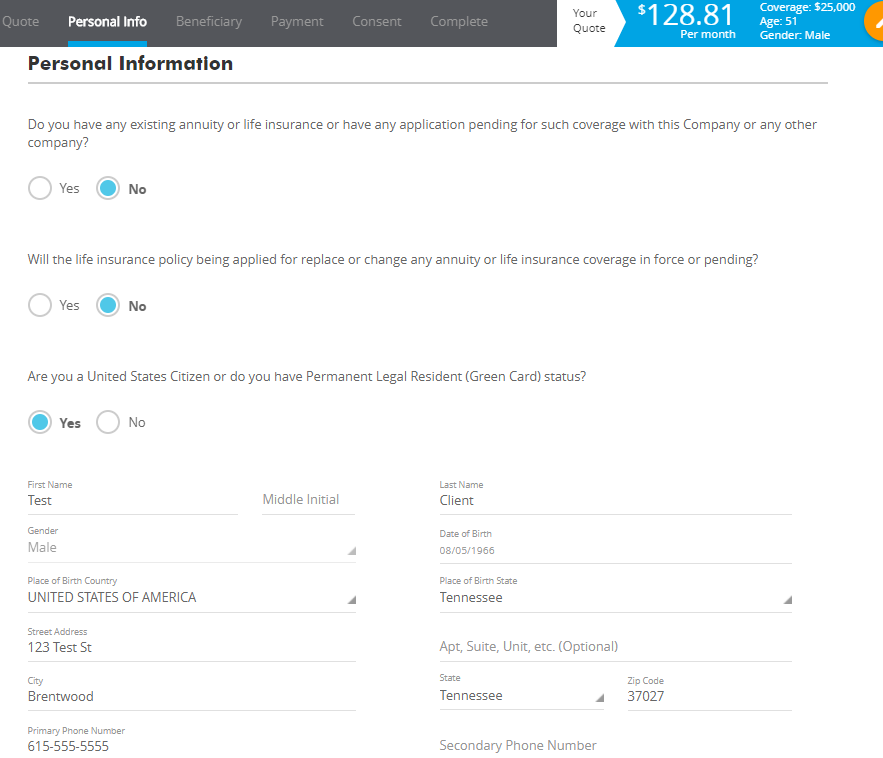 Quote Personal Info Beneficiary Payment Consent Complete
Your
Quote
$128.81
Per month
Coverage: $25,000
Age: 51
Gender: Male
Personal Information
Do you have any existing annuity or life insurance or have any application pending for such coverage with this Company or any other
company?
Yes No
Will the life insurance policy being applied for replace or change any annuity or life insurance coverage in force or pending?
Yes No
Are you a United States Citizen or do you have Permanent Legal Resident (Green Card) status?
Yes No
First Name
Test
Middle Initial
Last Name
Client
Gender
Male
Date of Birth
08/05/1966
Place of Birth Country
UNITED STATES OF AMERICA
Place of Birth State
Tennessee
Street Address
123 Test St
Apt, Suite, Unit, etc. (Optional)
City
Brentwood
State
Tennessee
Zip Code
37027
Primary Phone Number
615-555-5555
Secondary Phone Number